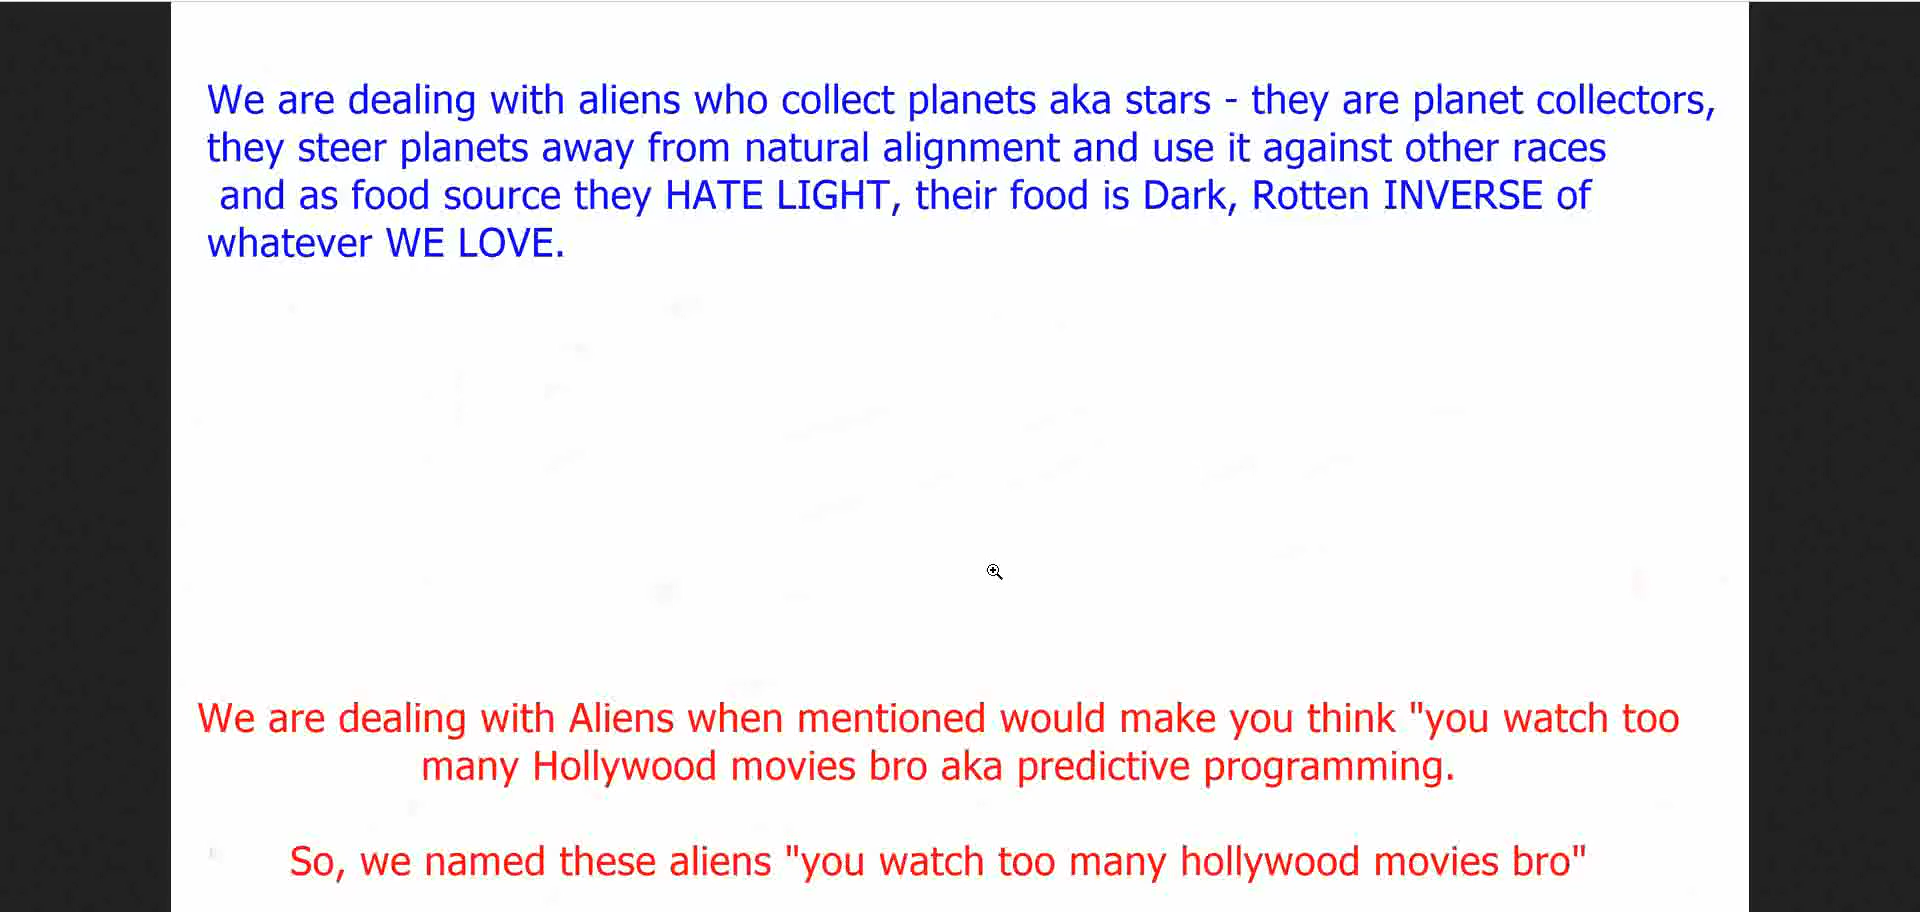 We are dealing with aliens who collect planets aka stars - they are planet collectors,
they steer planets away from natural alignment and use it against other races
and as food source they HATE LIGHT, their food is Dark, Rotten INVERSE of
whatever WE LOVE.
We are dealing with Aliens when mentioned would make you think "you watch too
many Hollywood movies bro aka predictive programming.
So, we named these aliens "you watch too many hollywood movies bro"